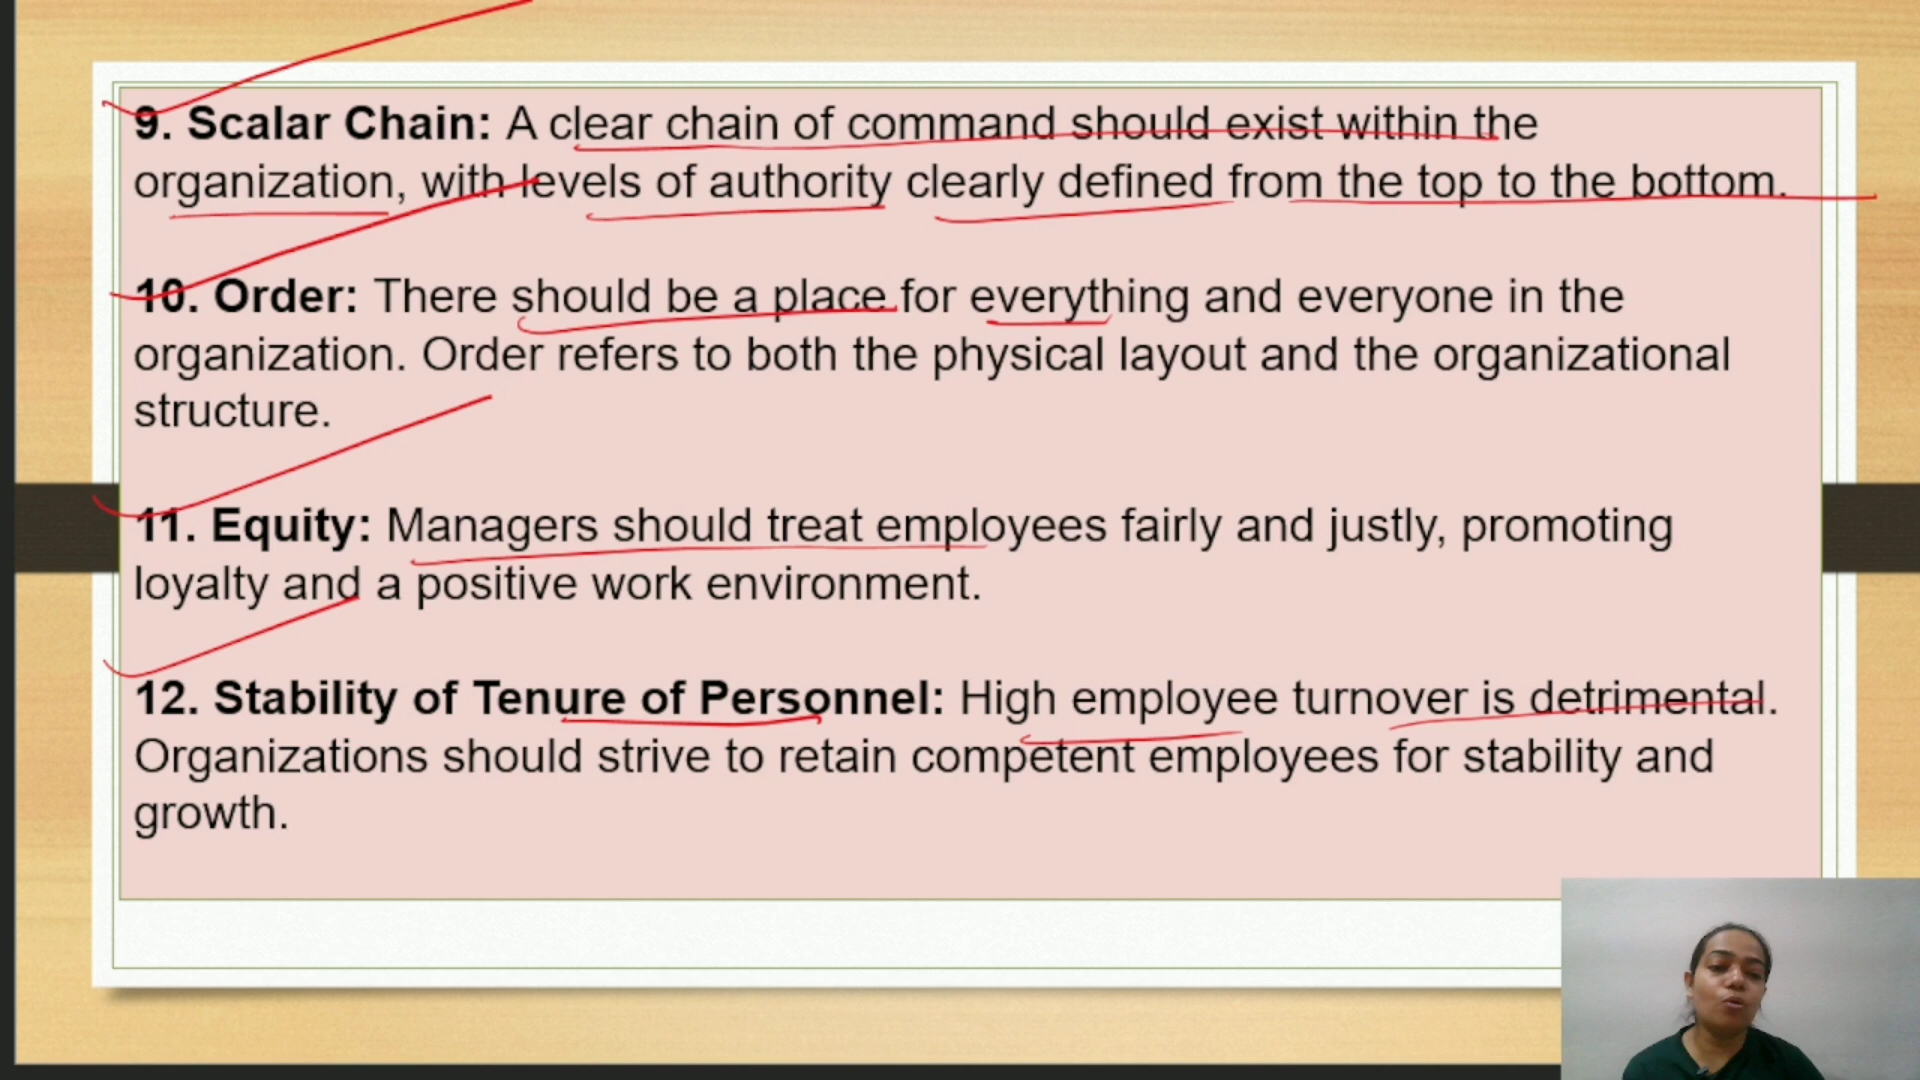 9. Scalar Chain: A clear chain of command should exist within the
organization, with levels of authority clearly defined from the top to the bottom.
10. Order: There should be a place for everything and everyone in the
organization. Order refers to both the physical layout and the organizational
structure.
11. Equity: Managers should treat employees fairly and justly, promoting
loyalty and a positive work environment.
12. Stability of Tenure of Personnel: High employee turnover is detrimental.
Organizations should strive to retain competent employees for stability and
growth.